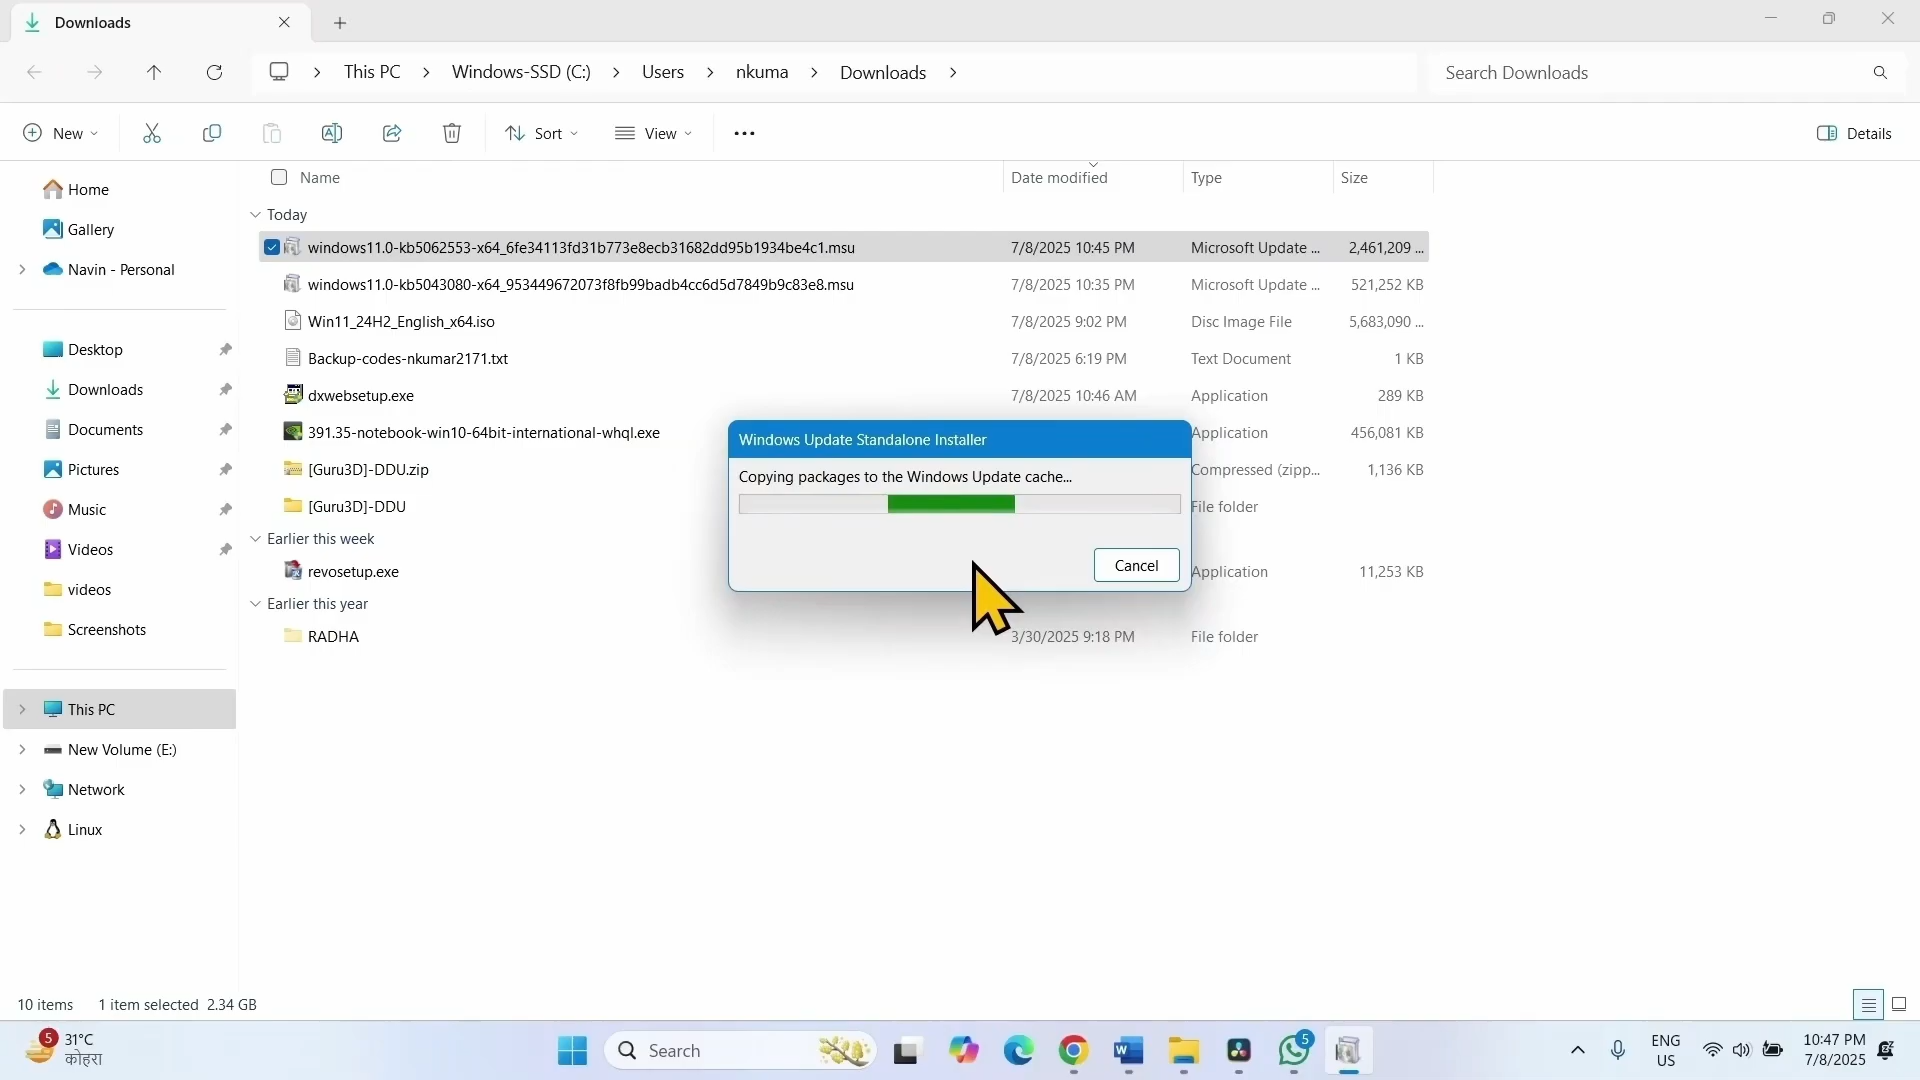 Downloads
This PC
Windows-SSD (C:)
Users
nkuma
Downloads
Search Downloads
New
Sort
View
Details
Name
Date modified
Type
Size
Home
Gallery
Navin - Personal
Desktop
Downloads
Documents
Pictures
Music
Videos
videos
Screenshots
This PC
New Volume (E:)
Network
Linux
Today
windows11.0-kb5062553-x64_6fe34113fd31b773e8ecb31682dd95b1934be4c1.msu 7/8/2025 10:45 PM Microsoft Update ... 2,461,209 ...
windows11.0-kb5043080-x64_953449672073f8fb99badb4cc6d5d7849b9c83e8.msu 7/8/2025 10:35 PM Microsoft Update ... 521,252 KB
Win11_24H2_English_x64.iso 7/8/2025 9:02 PM Disc Image File 5,683,090 ...
Backup-codes-nkumar2171.txt 7/8/2025 6:19 PM Text Document 1 KB
dxwebsetup.exe 7/8/2025 10:46 AM Application 289 KB
391.35-notebook-win10-64bit-international-whql.exe Application 456,081 KB
[Guru3D]-DDU.zip Compressed (zipp... 1,136 KB
[Guru3D]-DDU File folder
Earlier this week
revosetup.exe Application 11,253 KB
Earlier this year
RADHA 3/30/2025 9:18 PM File folder
Windows Update Standalone Installer
Copying packages to the Windows Update cache...
Cancel
10 items 1 item selected 2.34 GB
5
31°C
कोहरा
Search
5
ENG
US
10:47 PM
7/8/2025